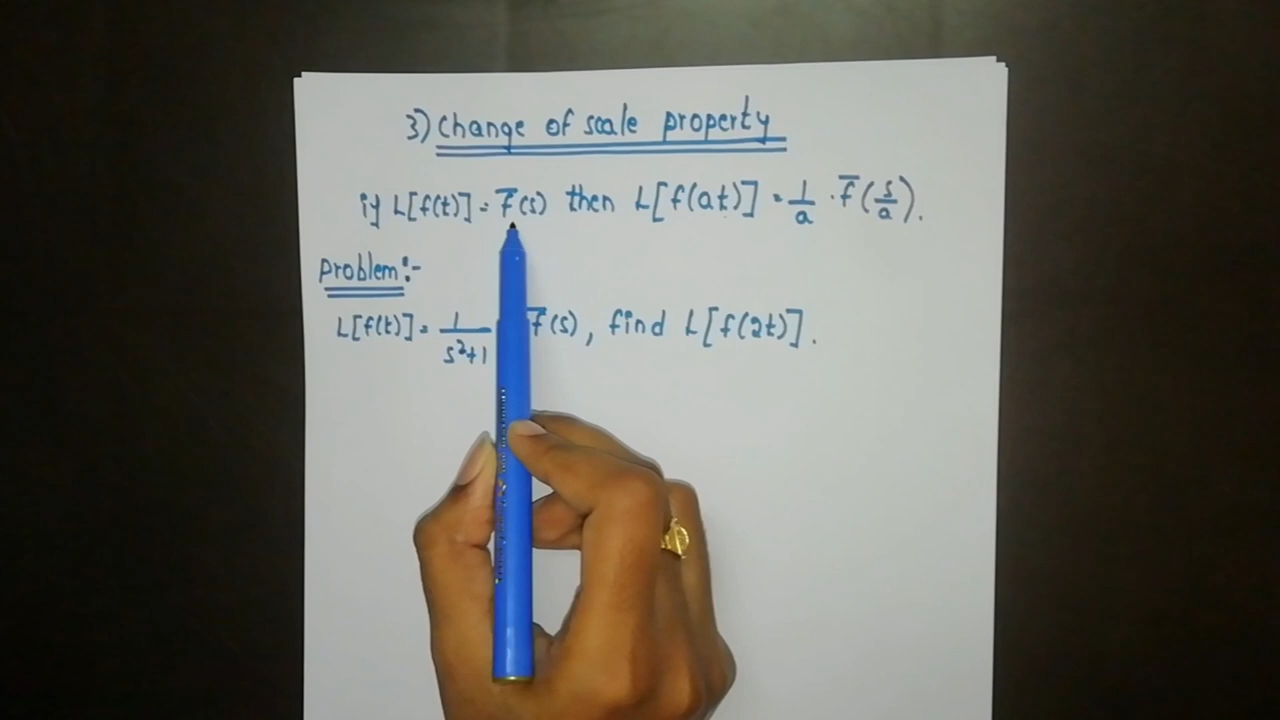 3) Change of scale property
if L[f(t)] = f̅(s) then L[f(at)] = 1/a · f̅(s/a).
Problem:-
L[f(t)] = 1/s²+1 f̅(s), find L[f(2t)].